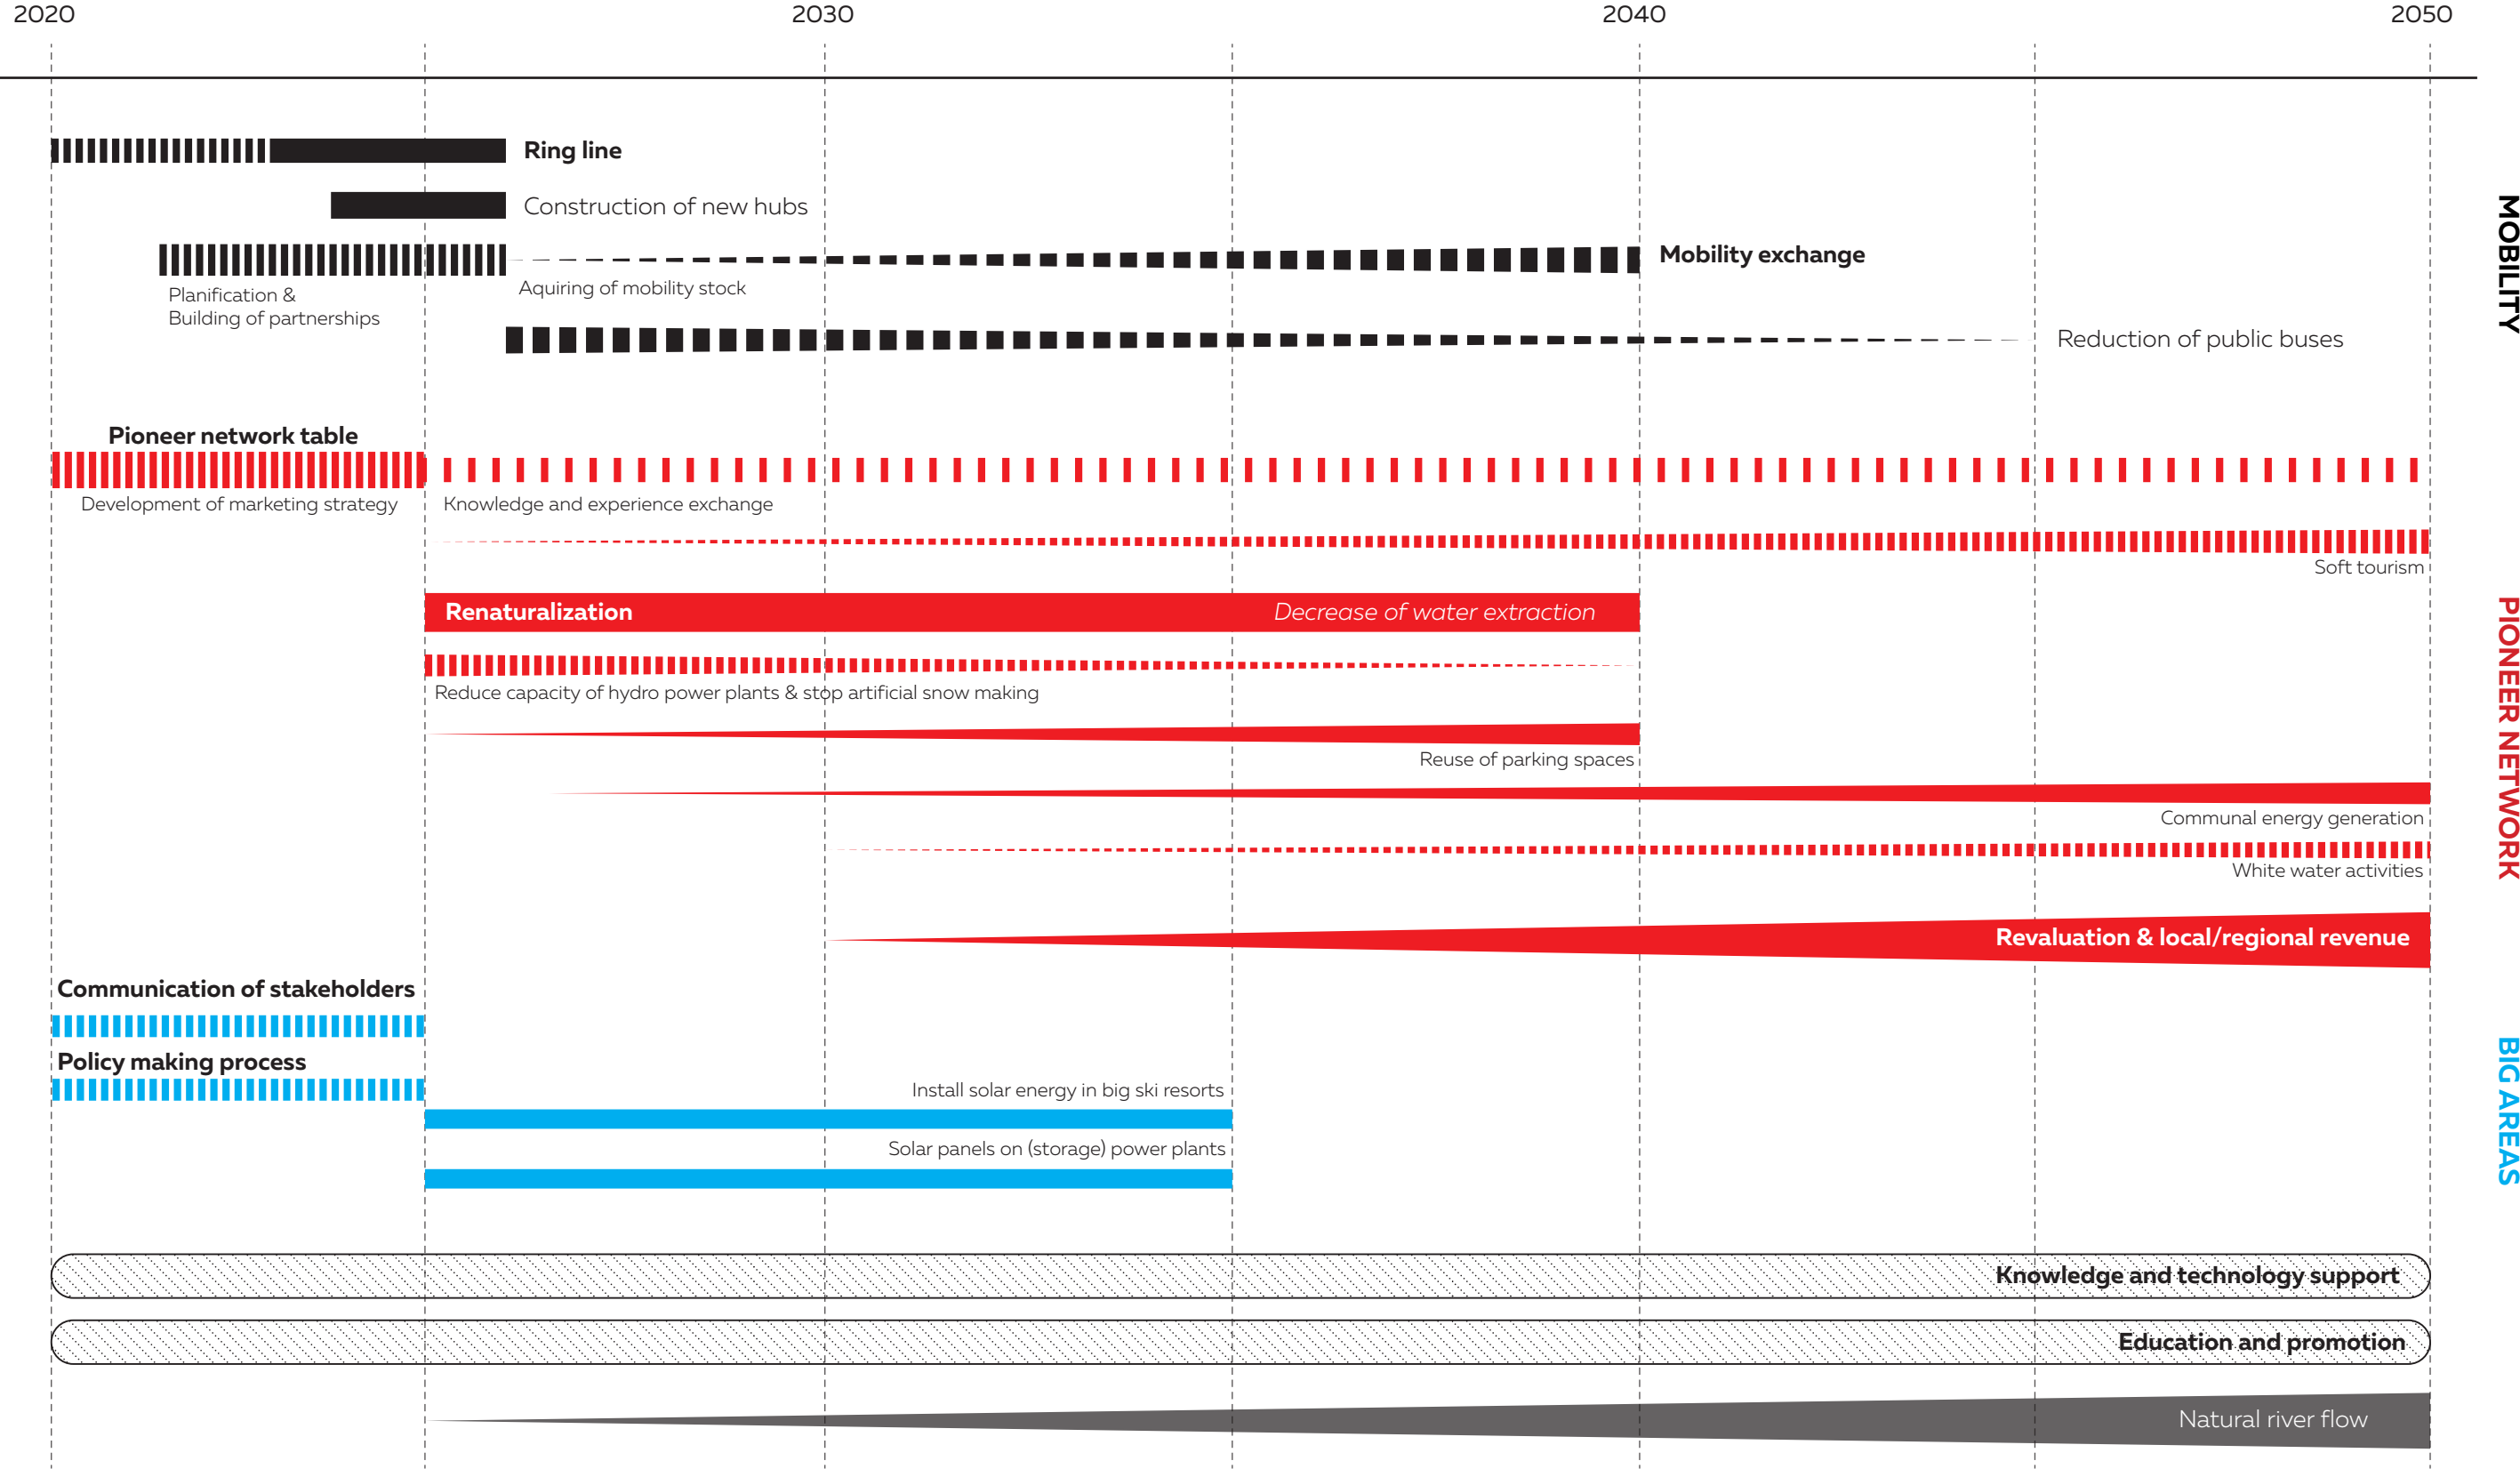 2020
2030
2040
2050
Ring line
Construction of new hubs
Mobility exchange
Planification &
Building of partnerships
Aquiring of mobility stock
Reduction of public buses
MOBILITY
Pioneer network table
Development of marketing strategy
Knowledge and experience exchange
Soft tourism
Renaturalization
Decrease of water extraction
Reduce capacity of hydro power plants & stop artificial snow making
Reuse of parking spaces
Communal energy generation
White water activities
Revaluation & local/regional revenue
PIONEER NETWORK
Communication of stakeholders
Policy making process
Install solar energy in big ski resorts
Solar panels on (storage) power plants
BIG AREAS
Knowledge and technology support
Education and promotion
Natural river flow